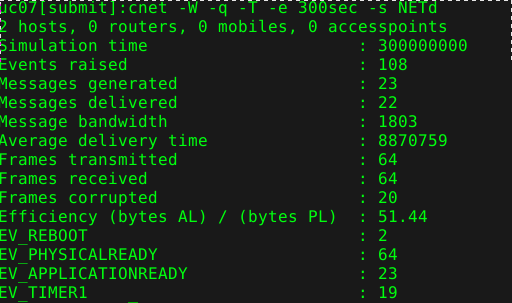 jc07[submit]:cnet -W -q -T -e 300sec -s NETd
2 hosts, 0 routers, 0 mobiles, 0 accesspoints
Simulation time : 300000000
Events raised : 108
Messages generated : 23
Messages delivered : 22
Message bandwidth : 1803
Average delivery time : 8870759
Frames transmitted : 64
Frames received : 64
Frames corrupted : 20
Efficiency (bytes AL) / (bytes PL) : 51.44
EV_REBOOT : 2
EV_PHYSICALREADY : 64
EV_APPLICATIONREADY : 23
EV_TIMER1 : 19